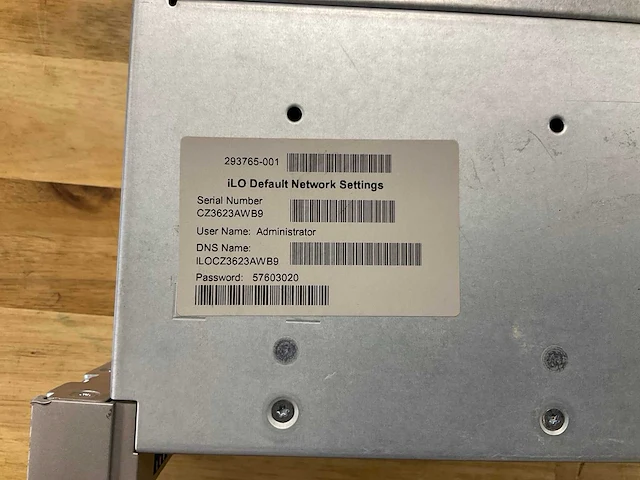 293765-001
iLO Default Network Settings
Serial Number
CZ3623AWB9
User Name: Administrator
DNS Name:
ILOCZ3623AWB9
Password: 57603020